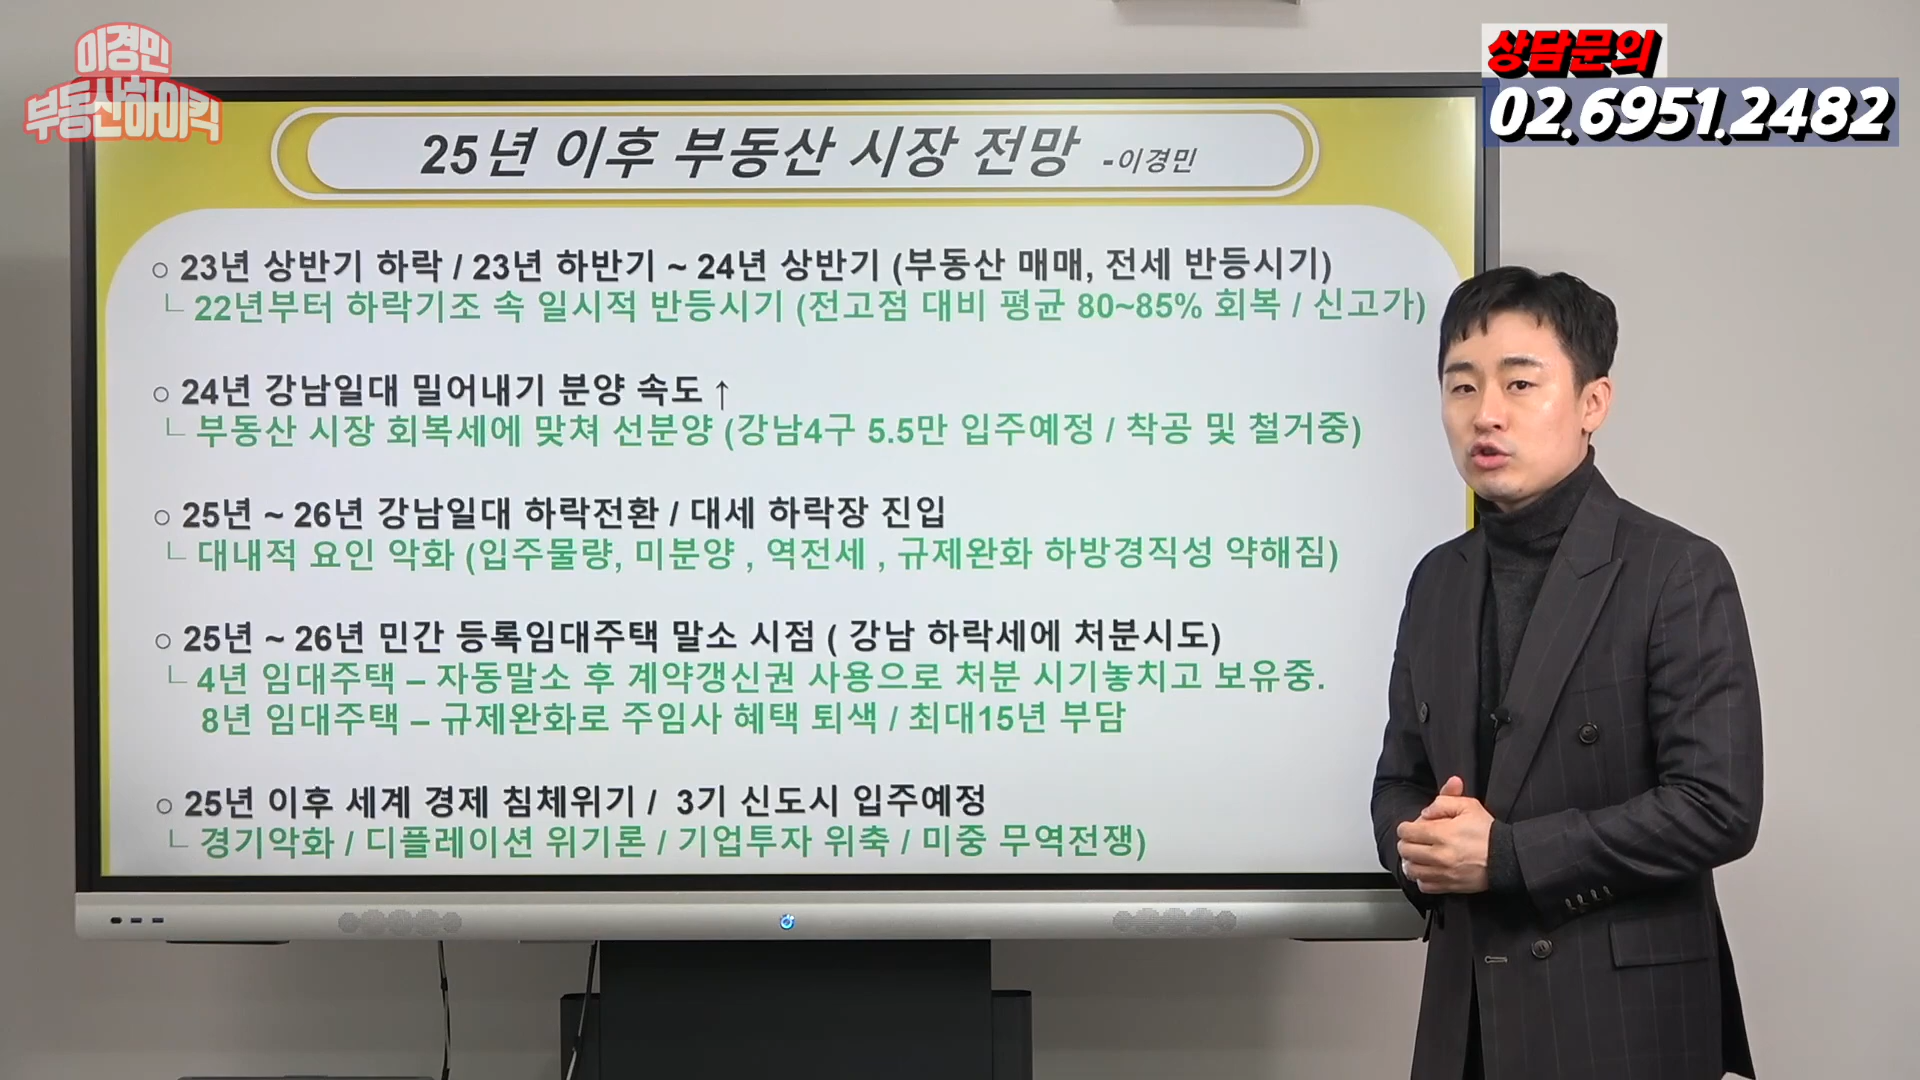 이경민
부동산하이킥
상담문의
02.6951.2482
25년 이후 부동산 시장 전망 -이경민
○ 23년 상반기 하락 / 23년 하반기 ~ 24년 상반기 (부동산 매매, 전세 반등시기)
ㄴ 22년부터 하락기조 속 일시적 반등시기 (전고점 대비 평균 80~85% 회복 / 신고가)
○ 24년 강남일대 밀어내기 분양 속도 ↑
ㄴ 부동산 시장 회복세에 맞쳐 선분양 (강남4구 5.5만 입주예정 / 착공 및 철거중)
○ 25년 ~ 26년 강남일대 하락전환 / 대세 하락장 진입
ㄴ 대내적 요인 악화 (입주물량, 미분양 , 역전세 , 규제완화 하방경직성 약해짐)
○ 25년 ~ 26년 민간 등록임대주택 말소 시점 ( 강남 하락세에 처분시도)
ㄴ 4년 임대주택 – 자동말소 후 계약갱신권 사용으로 처분 시기놓치고 보유중.
8년 임대주택 – 규제완화로 주임사 혜택 퇴색 / 최대15년 부담
○ 25년 이후 세계 경제 침체위기 / 3기 신도시 입주예정
ㄴ 경기악화 / 디플레이션 위기론 / 기업투자 위축 / 미중 무역전쟁)